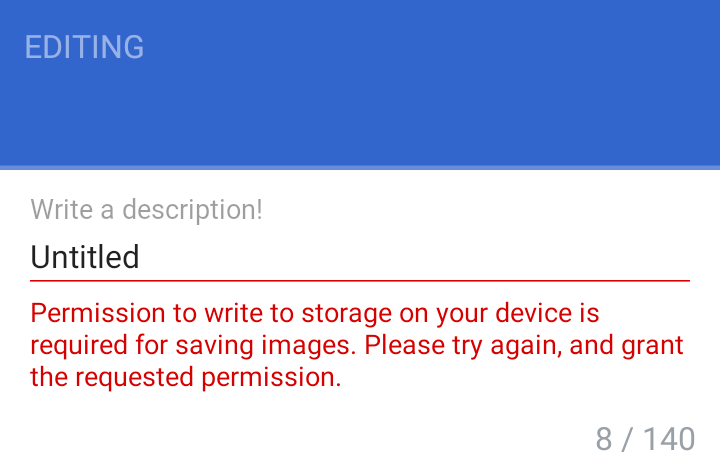 EDITING
Write a description!
Untitled
Permission to write to storage on your device is
required for saving images. Please try again, and grant
the requested permission.
8 / 140